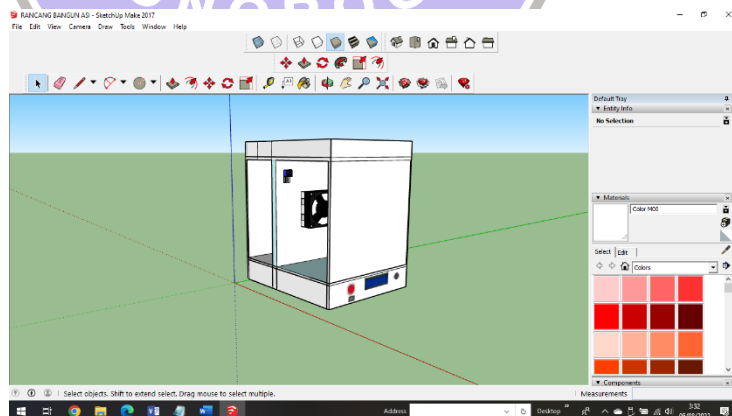 NOROGO
RANCANG BANGUN ASI - SketchUp Make 2017
File Edit View Camera Draw Tools Window Help
Default Tray
Entity Info
No Selection
Materials
Color M00
Select Edit
Colors
Components
Select objects. Shift to extend select. Drag mouse to select multiple.
Measurements
Address
Desktop
3:32